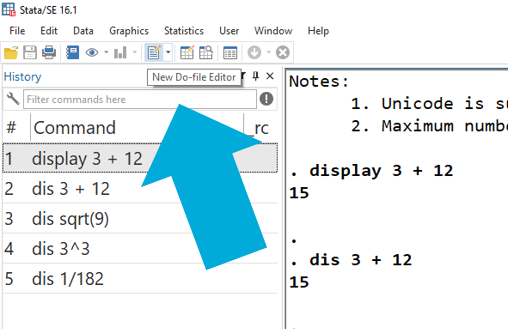 Stata/SE 16.1
File Edit Data Graphics Statistics User Window Help
New Do-file Editor
History
Filter commands here
# Command _rc
1 display 3 + 12
2 dis 3 + 12
3 dis sqrt(9)
4 dis 3^3
5 dis 1/182
Notes:
1. Unicode is su
2. Maximum numbe
. display 3 + 12
15
.
. dis 3 + 12
15